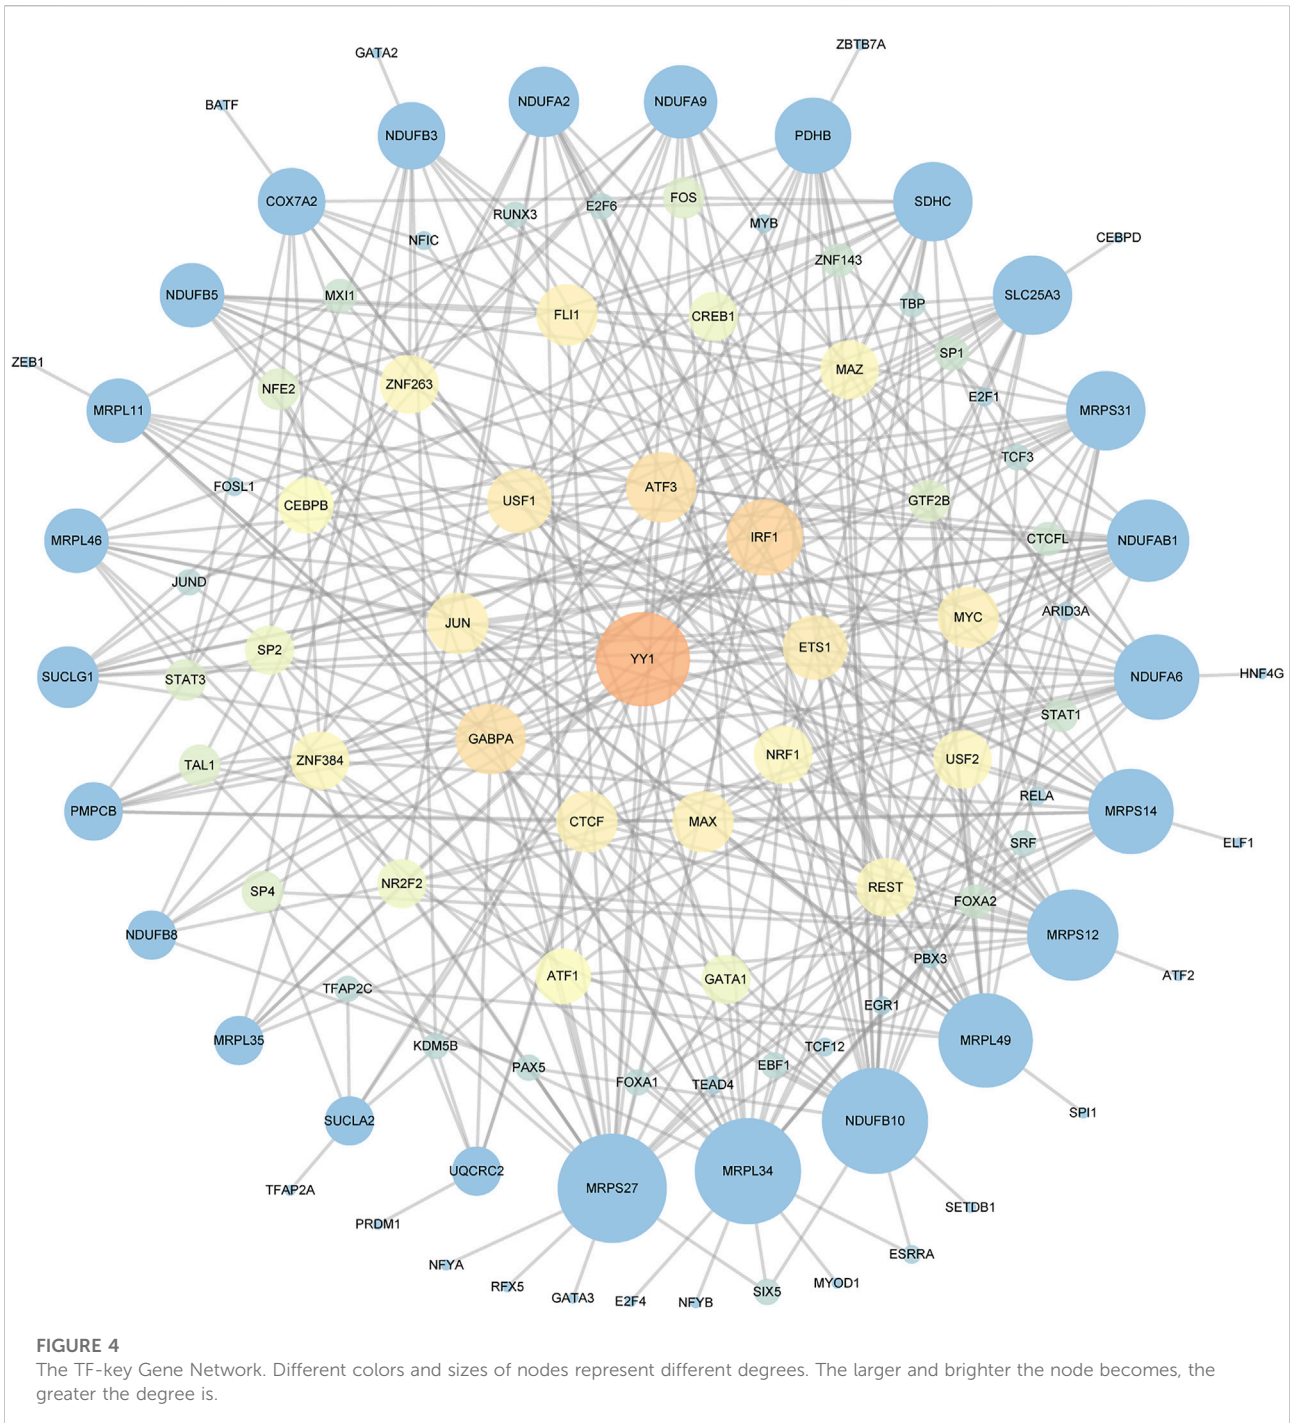 GATA2
ZBTB7A
BATF
NDUFB3
NDUFA2
NDUFA9
PDHB
COX7A2
RUNX3
E2F6
FOS
MYB
SDHC
NFIC
ZNF143
CEBPD
NDUFB5
MXI1
FLI1
CREB1
TBP
SLC25A3
ZEB1
MRPL11
NFE2
ZNF263
MAZ
SP1
E2F1
MRPS31
FOSL1
CEBPB
USF1
ATF3
IRF1
GTF2B
TCF3
MRPL46
CTCFL
NDUFAB1
JUND
JUN
MYC
ARID3A
SUCLG1
STAT3
SP2
YY1
ETS1
NDUFA6
HNF4G
STAT1
TAL1
ZNF384
GABPA
NRF1
USF2
RELA
PMPCB
CTCF
MAX
SRF
MRPS14
ELF1
SP4
NR2F2
REST
FOXA2
NDUFB8
MRPS12
PBX3
ATF1
GATA1
ATF2
TFAP2C
EGR1
MRPL35
KDM5B
PAX5
FOXA1
TEAD4
EBF1
TCF12
MRPL49
SUCLA2
NDUFB10
SPI1
TFAP2A
UQCRC2
MRPS27
MRPL34
SETDB1
PRDM1
NFYA
RFX5
GATA3
E2F4
NFYB
SIX5
MYOD1
ESRRA
FIGURE 4
The TF-key Gene Network. Different colors and sizes of nodes represent different degrees. The larger and brighter the node becomes, the
greater the degree is.